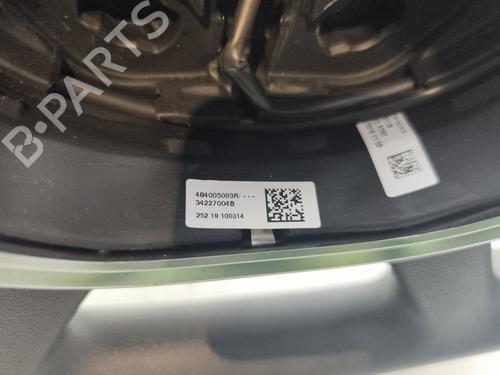 B-PARTS
484005093R/ ---
34227004B
252 19 100314